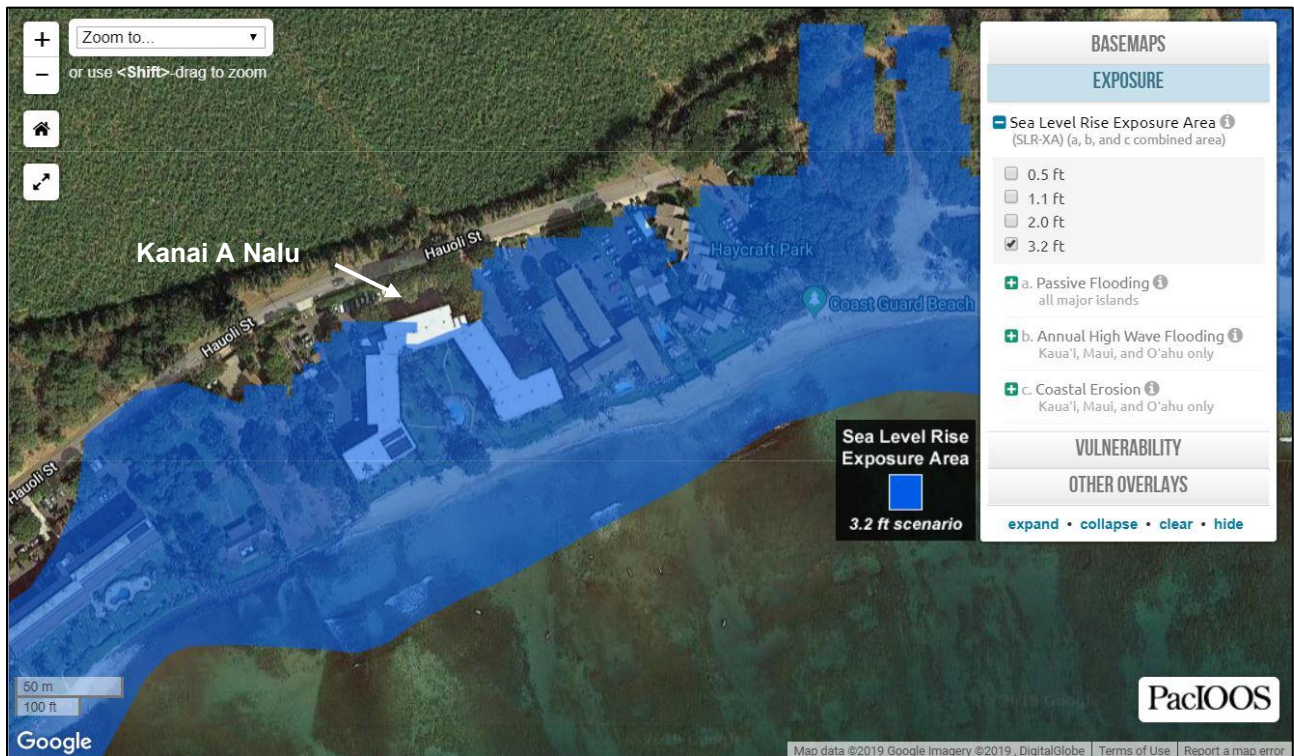 +
−
Zoom to...
or use <Shift>-drag to zoom
Kanai A Nalu
Hauoli St
Hauoli St
Hauoli St
Haycraft Park
Coast Guard Beach
Sea Level Rise
Exposure Area
3.2 ft scenario
BASEMAPS
EXPOSURE
Sea Level Rise Exposure Area
(SLR-XA) (a, b, and c combined area)
0.5 ft
1.1 ft
2.0 ft
3.2 ft
a. Passive Flooding
all major islands
b. Annual High Wave Flooding
Kauaʻi, Maui, and Oʻahu only
c. Coastal Erosion
Kauaʻi, Maui, and Oʻahu only
VULNERABILITY
OTHER OVERLAYS
expand • collapse • clear • hide
50 m
100 ft
Google
PacIOOS
Map data ©2019 Google Imagery ©2019 , DigitalGlobe | Terms of Use | Report a map error